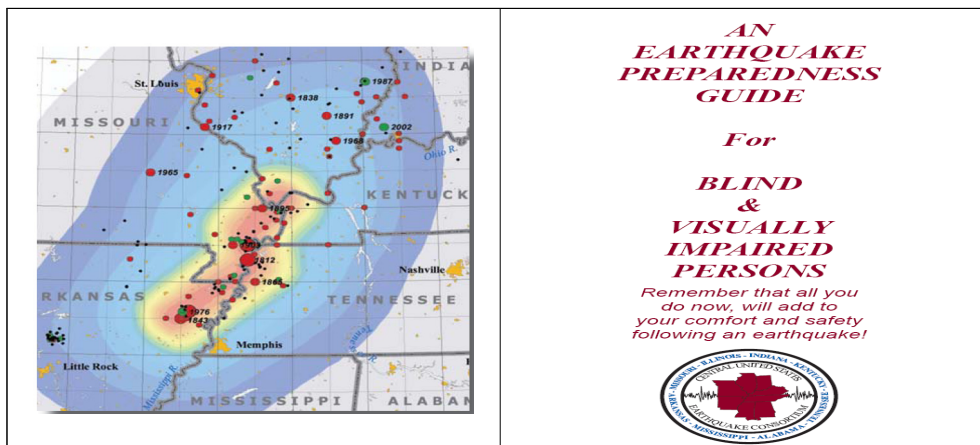 INDIA
1987
St. Louis
1838
MISSOURI
1891
1917
2002
1968
Ohio R.
1965
KENTUCK
1895
1812
Nashville
1868
RKANSAS
TENNESSEE
1976
1843
Memphis
Little Rock
Mississippi R.
MISSISSIPPI
ALABAM
AN
EARTHQUAKE
PREPAREDNESS
GUIDE
For
BLIND
&
VISUALLY
IMPAIRED
PERSONS
Remember that all you
do now, will add to
your comfort and safety
following an earthquake!
ARKANSAS - MISSOURI - ILLINOIS - INDIANA - KENTUCKY
CENTRAL UNITED STATES
EARTHQUAKE CONSORTIUM
MISSISSIPPI - ALABAMA - TENNESSEE